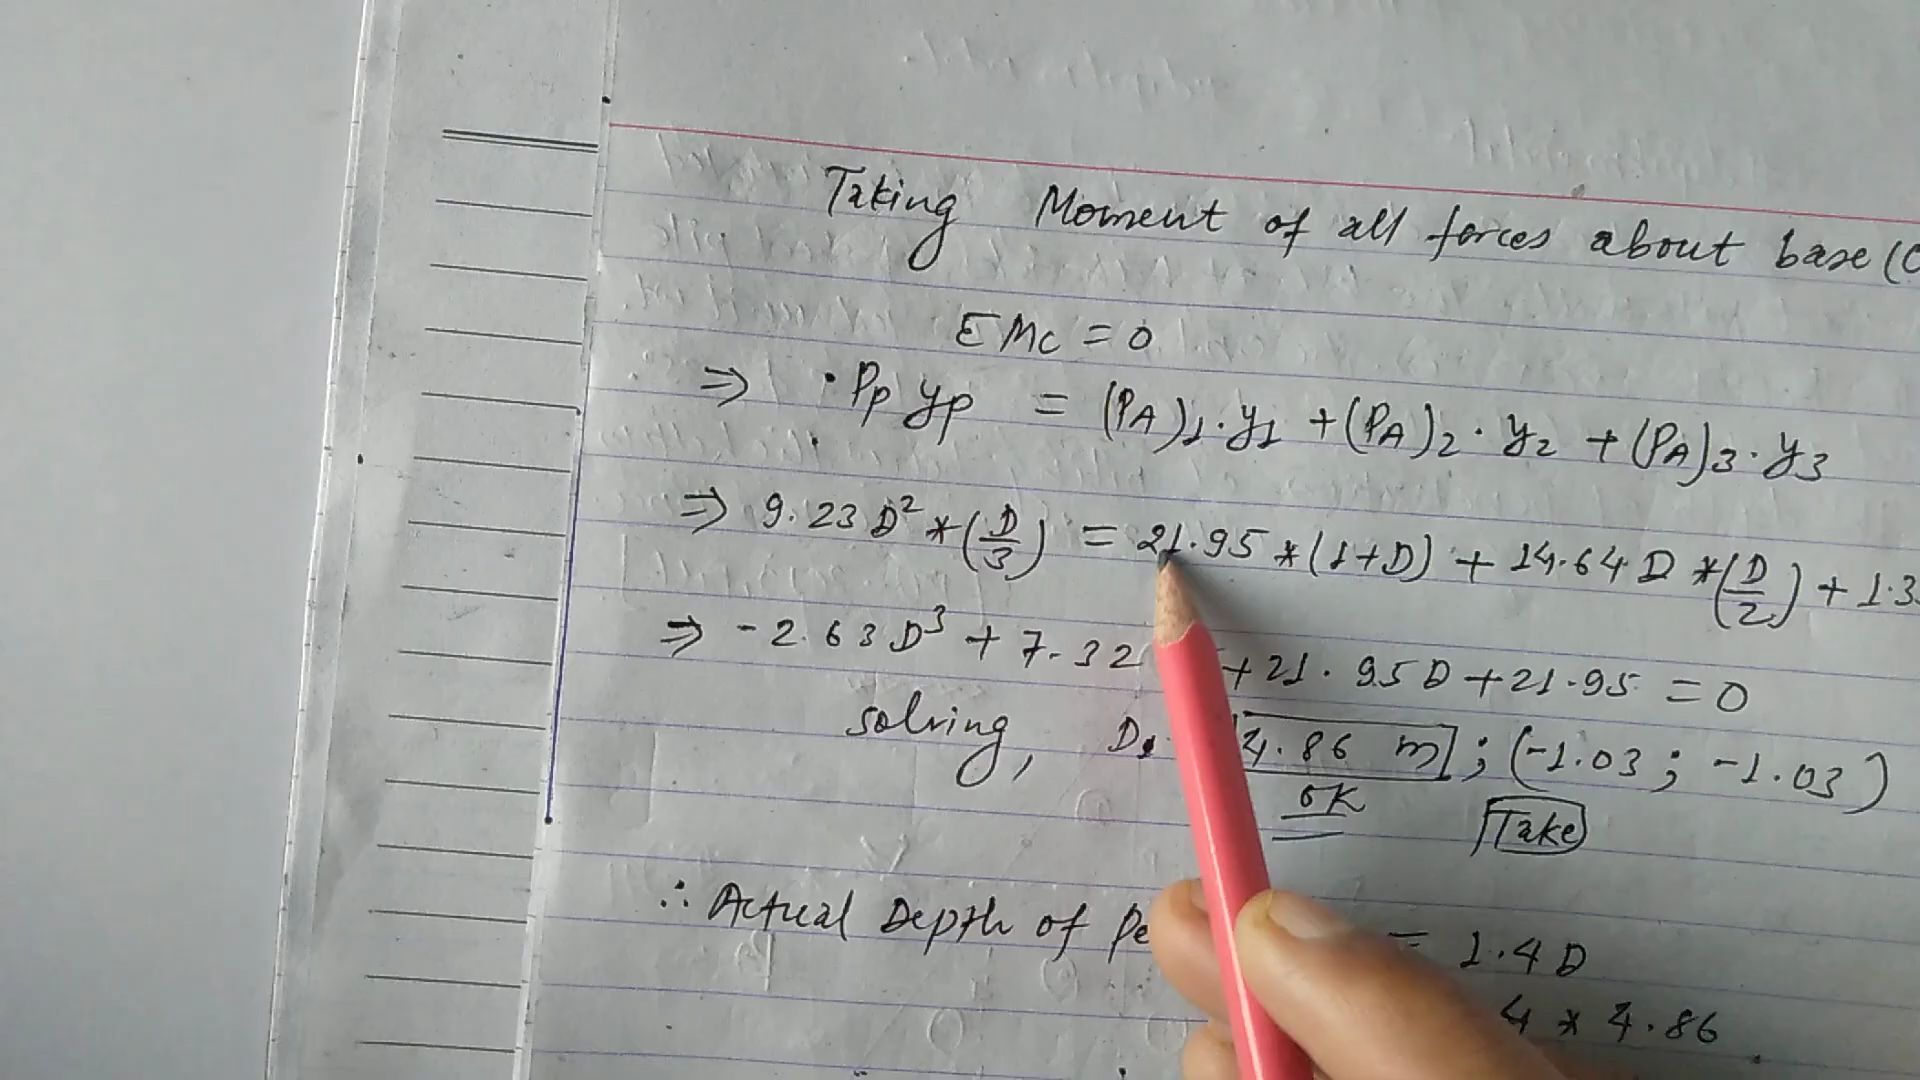 Taking Moment of all forces about base (C
ΣMc = 0
⇒ Pp yp = (PA)1.y1 + (PA)2.y2 + (PA)3.y3
⇒ 9.23 D² * (D/3) = 21.95 * (1+D) + 14.64 D * (D/2) + 1.3
⇒ -2.63 D³ + 7.32 + 21.95 D + 21.95 = 0
solving, D 4.86 m ; (-1.03 ; -1.03)
OK Take
∴ Actual Depth of Pe = 1.4 D
4 * 4.86